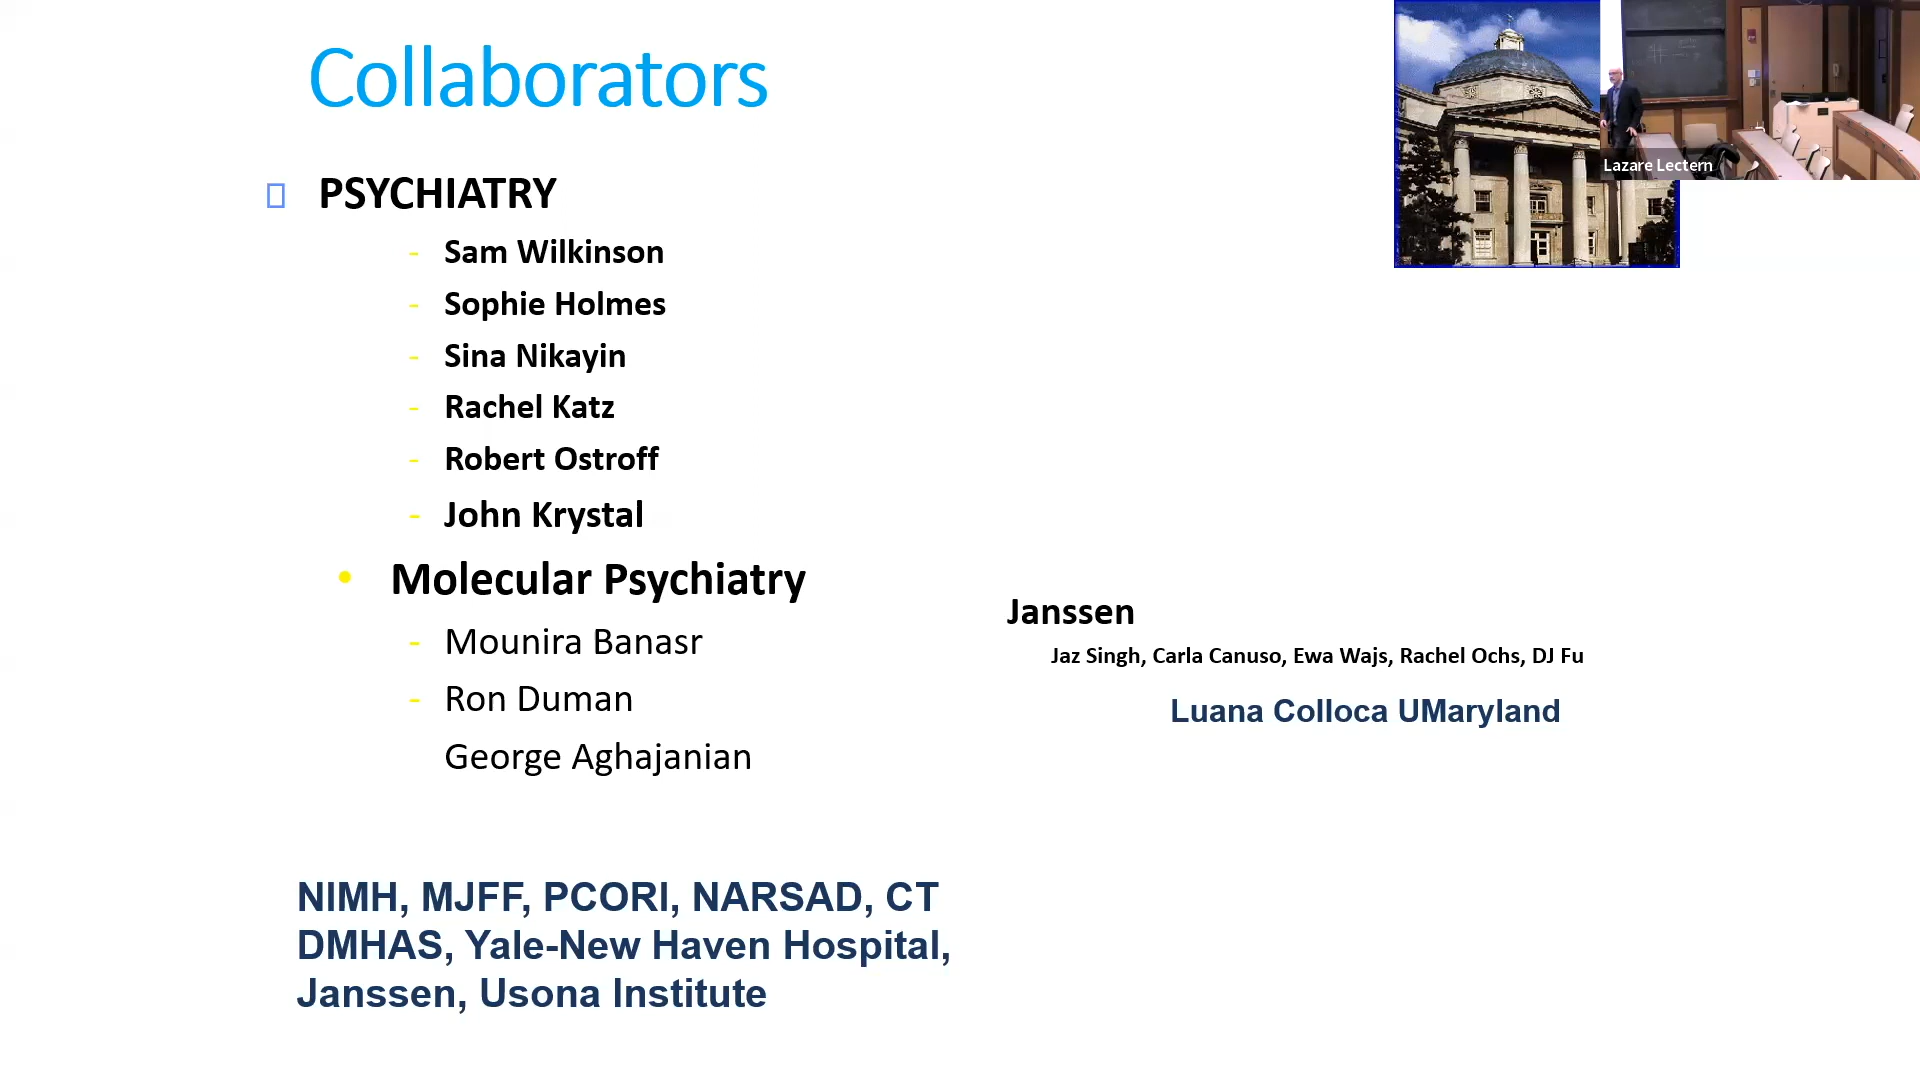 Collaborators
PSYCHIATRY
- Sam Wilkinson
- Sophie Holmes
- Sina Nikayin
- Rachel Katz
- Robert Ostroff
- John Krystal
• Molecular Psychiatry
- Mounira Banasr
- Ron Duman
George Aghajanian
NIMH, MJFF, PCORI, NARSAD, CT
DMHAS, Yale-New Haven Hospital,
Janssen, Usona Institute
Janssen
Jaz Singh, Carla Canuso, Ewa Wajs, Rachel Ochs, DJ Fu
Luana Colloca UMaryland
Lazare Lectern